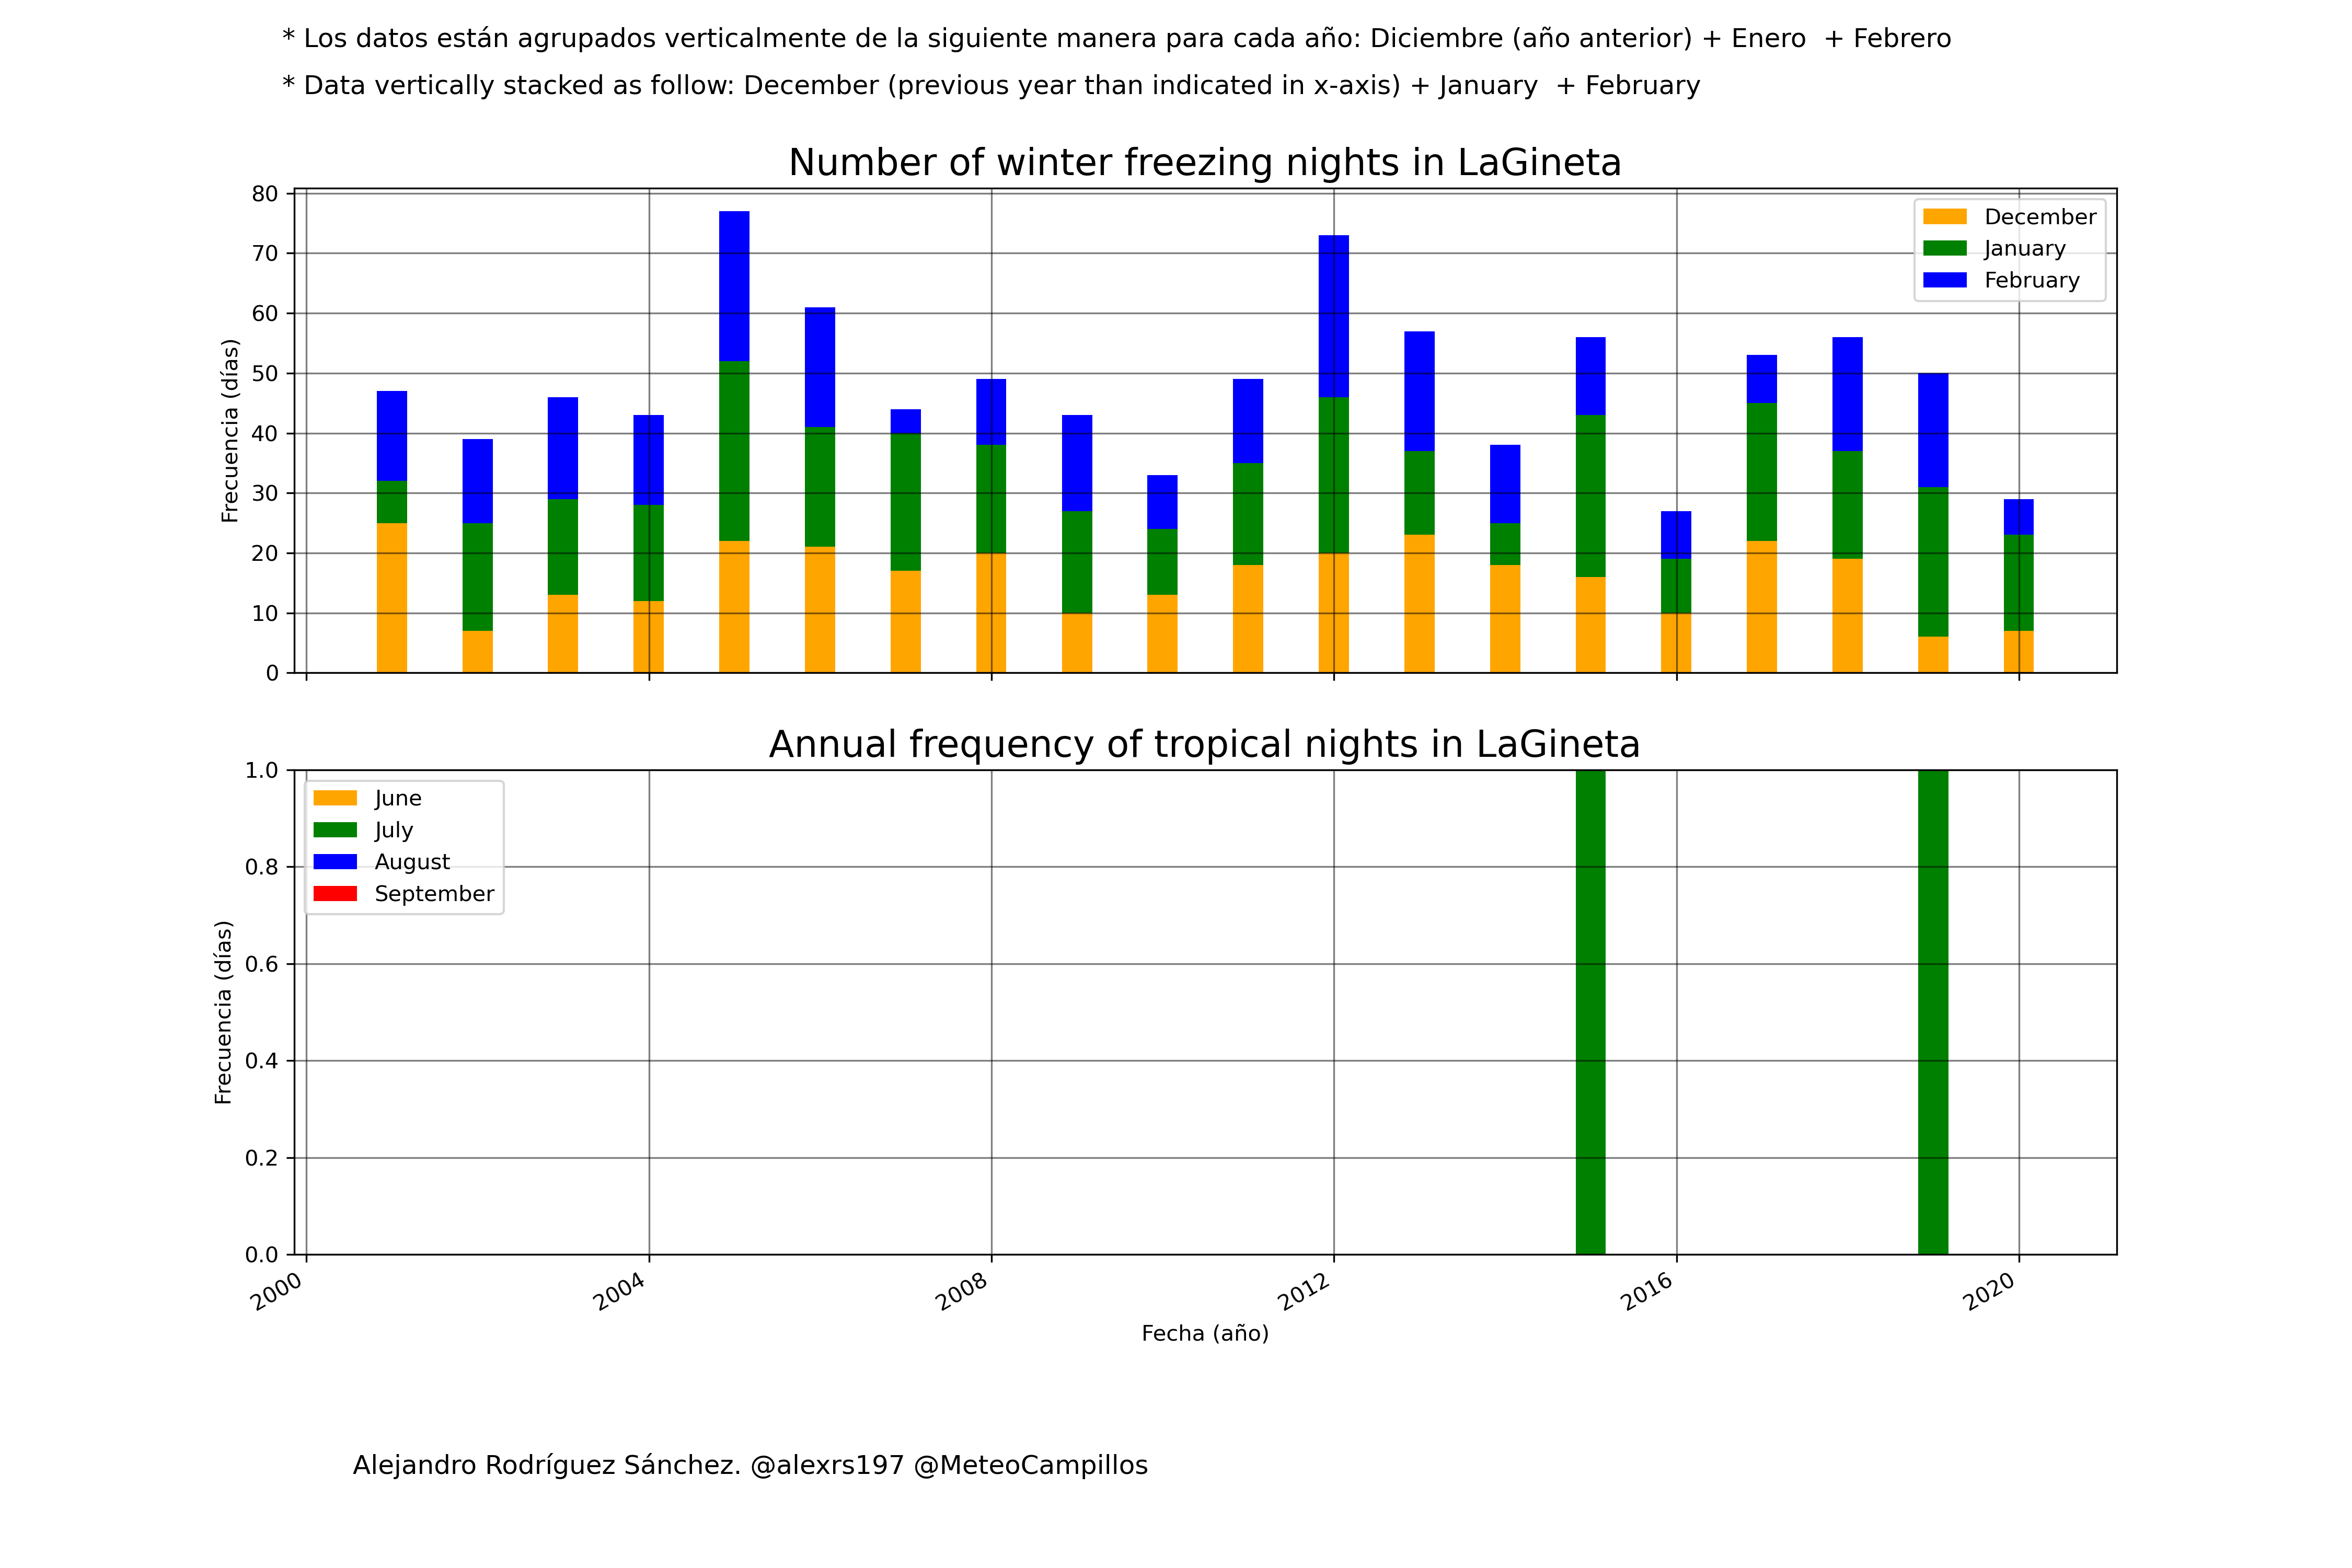 * Los datos están agrupados verticalmente de la siguiente manera para cada año: Diciembre (año anterior) + Enero  + Febrero
* Data vertically stacked as follow: December (previous year than indicated in x-axis) + January  + February
Number of winter freezing nights in LaGineta
80
70
60
50
40
30
20
10
0
Frecuencia (días)
December
January
February
Annual frequency of tropical nights in LaGineta
1.0
0.8
0.6
0.4
0.2
0.0
Frecuencia (días)
June
July
August
September
2000
2004
2008
2012
2016
2020
Fecha (año)
Alejandro Rodríguez Sánchez. @alexrs197 @MeteoCampillos